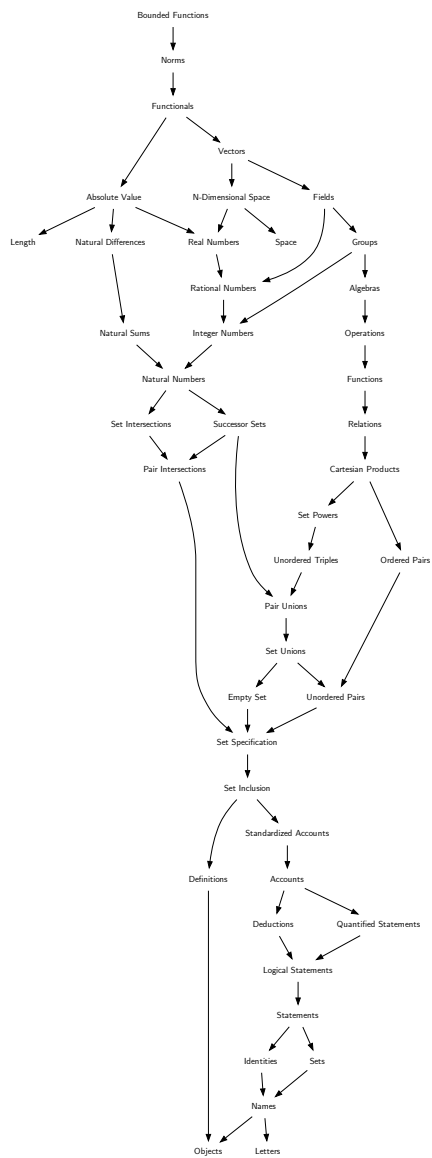 Bounded Functions
Norms
Functionals
Vectors
Absolute Value
N-Dimensional Space
Fields
Length
Natural Differences
Real Numbers
Space
Groups
Rational Numbers
Algebras
Natural Sums
Integer Numbers
Operations
Natural Numbers
Functions
Set Intersections
Successor Sets
Relations
Pair Intersections
Cartesian Products
Set Powers
Unordered Triples
Ordered Pairs
Pair Unions
Set Unions
Empty Set
Unordered Pairs
Set Specification
Set Inclusion
Standardized Accounts
Definitions
Accounts
Deductions
Quantified Statements
Logical Statements
Statements
Identities
Sets
Names
Objects
Letters